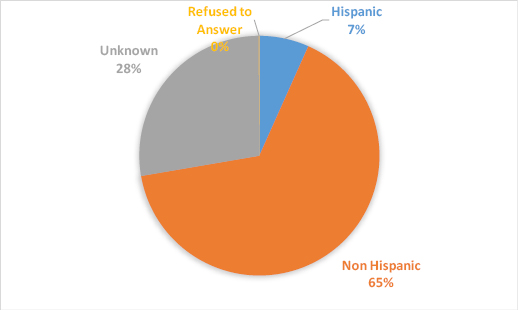 Refused to
Answer
0%
Hispanic
7%
Unknown
28%
Non Hispanic
65%